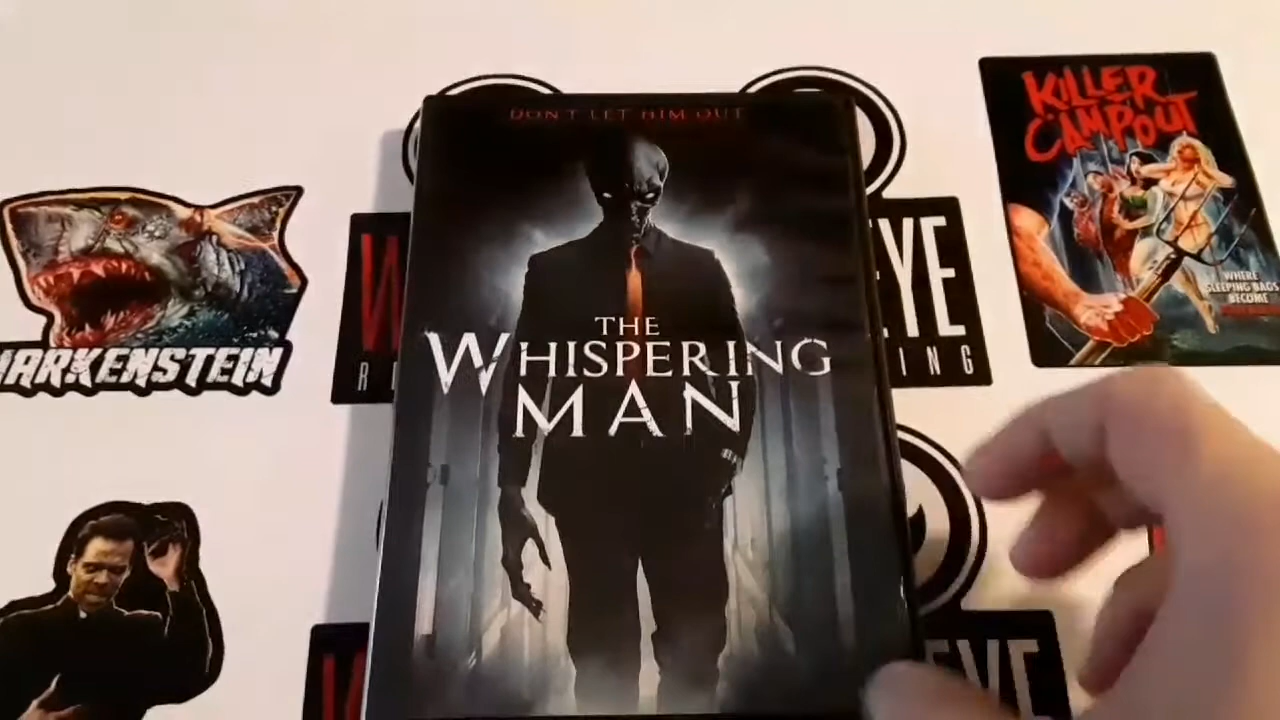 DON'T LET HIM OUT
THE
WHISPERING
MAN
KILLER
CAMPOUT
WHERE
SLEEPING BAGS
BECOME
ARKENSTEIN
W
EYE
R
ING